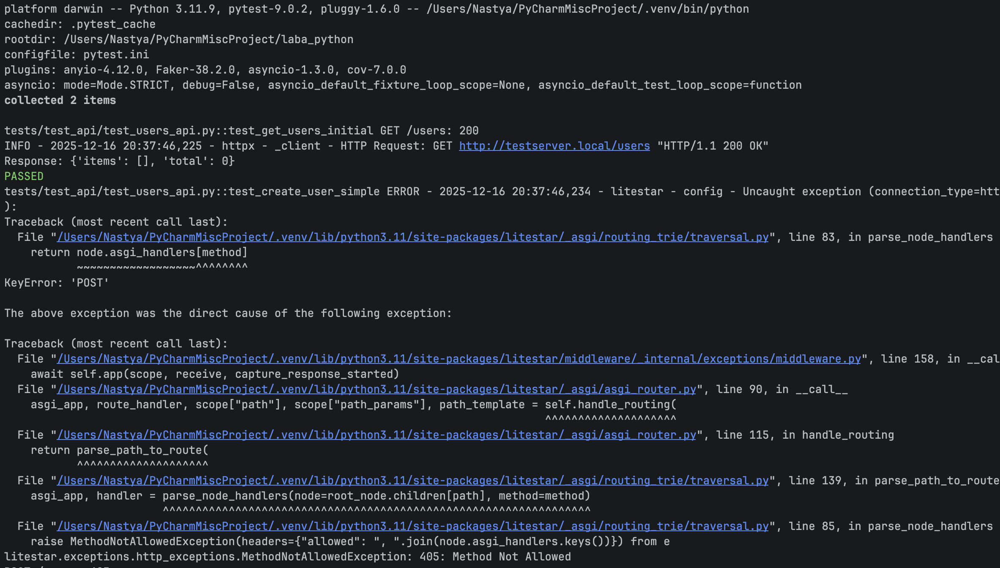 platform darwin -- Python 3.11.9, pytest-9.0.2, pluggy-1.6.0 -- /Users/Nastya/PyCharmMiscProject/.venv/bin/python
cachedir: .pytest_cache
rootdir: /Users/Nastya/PyCharmMiscProject/laba_python
configfile: pytest.ini
plugins: anyio-4.12.0, Faker-38.2.0, asyncio-1.3.0, cov-7.0.0
asyncio: mode=Mode.STRICT, debug=False, asyncio_default_fixture_loop_scope=None, asyncio_default_test_loop_scope=function
collected 2 items

tests/test_api/test_users_api.py::test_get_users_initial GET /users: 200
INFO - 2025-12-16 20:37:46,225 - httpx - _client - HTTP Request: GET http://testserver.local/users "HTTP/1.1 200 OK"
Response: {'items': [], 'total': 0}
PASSED
tests/test_api/test_users_api.py::test_create_user_simple ERROR - 2025-12-16 20:37:46,234 - litestar - config - Uncaught exception (connection_type=htt
):
Traceback (most recent call last):
  File "/Users/Nastya/PyCharmMiscProject/.venv/lib/python3.11/site-packages/litestar/_asgi/routing_trie/traversal.py", line 83, in parse_node_handlers
    return node.asgi_handlers[method]
           ~~~~~~~~~~~~~~~~~~^^^^^^^^
KeyError: 'POST'

The above exception was the direct cause of the following exception:

Traceback (most recent call last):
  File "/Users/Nastya/PyCharmMiscProject/.venv/lib/python3.11/site-packages/litestar/middleware/_internal/exceptions/middleware.py", line 158, in __cal
    await self.app(scope, receive, capture_response_started)
  File "/Users/Nastya/PyCharmMiscProject/.venv/lib/python3.11/site-packages/litestar/_asgi/asgi_router.py", line 90, in __call__
    asgi_app, route_handler, scope["path"], scope["path_params"], path_template = self.handle_routing(
                                                                                  ^^^^^^^^^^^^^^^^^^^^
  File "/Users/Nastya/PyCharmMiscProject/.venv/lib/python3.11/site-packages/litestar/_asgi/asgi_router.py", line 115, in handle_routing
    return parse_path_to_route(
           ^^^^^^^^^^^^^^^^^^^^
  File "/Users/Nastya/PyCharmMiscProject/.venv/lib/python3.11/site-packages/litestar/_asgi/routing_trie/traversal.py", line 139, in parse_path_to_route
    asgi_app, handler = parse_node_handlers(node=root_node.children[path], method=method)
                        ^^^^^^^^^^^^^^^^^^^^^^^^^^^^^^^^^^^^^^^^^^^^^^^^^^^^^^^^^^^^^^^^^
  File "/Users/Nastya/PyCharmMiscProject/.venv/lib/python3.11/site-packages/litestar/_asgi/routing_trie/traversal.py", line 85, in parse_node_handlers
    raise MethodNotAllowedException(headers={"allowed": ", ".join(node.asgi_handlers.keys())}) from e
litestar.exceptions.http_exceptions.MethodNotAllowedException: 405: Method Not Allowed